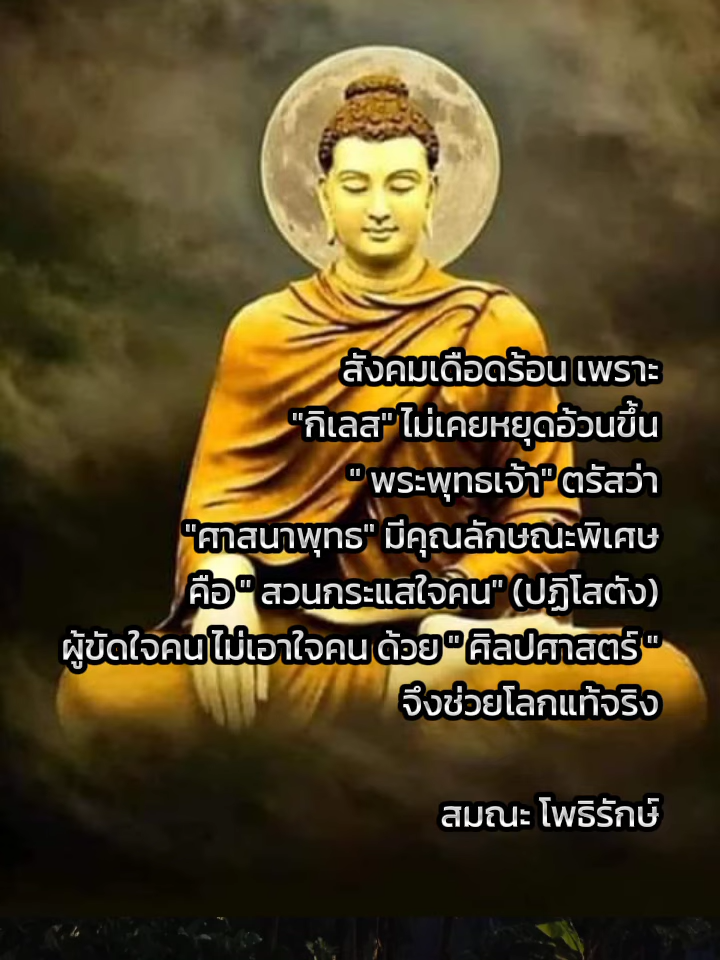 สังคมเดือดร้อน เพราะ
"กิเลส" ไม่เคยหยุดอ้วนขึ้น
" พระพุทธเจ้า" ตรัสว่า
"ศาสนาพุทธ" มีคุณลักษณะพิเศษ
คือ " สวนกระแสใจคน" (ปฏิโสตัง)
ผู้ขัดใจคน ไม่เอาใจคน ด้วย " ศิลปศาสตร์ "
จึงช่วยโลกแท้จริง
สมณะ โพธิรักษ์